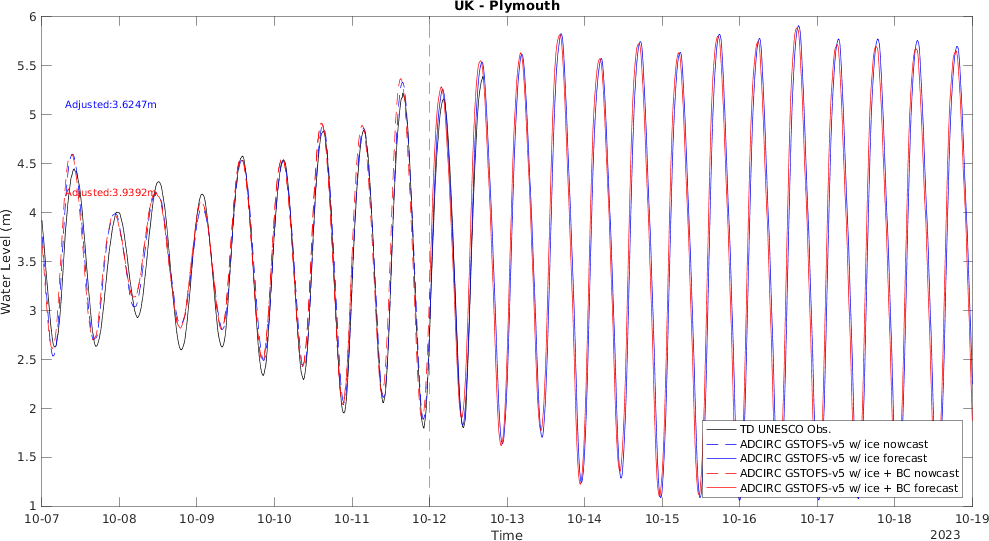 UK - Plymouth
Water Level (m)
6
5.5
5
4.5
4
3.5
3
2.5
2
1.5
1
Adjusted:3.6247m
Adjusted:3.9392m
TD UNESCO Obs.
ADCIRC GSTOFS-v5 w/ ice nowcast
ADCIRC GSTOFS-v5 w/ ice forecast
ADCIRC GSTOFS-v5 w/ ice + BC nowcast
ADCIRC GSTOFS-v5 w/ ice + BC forecast
10-07 10-08 10-09 10-10 10-11 10-12 10-13 10-14 10-15 10-16 10-17 10-18 10-19
Time
2023